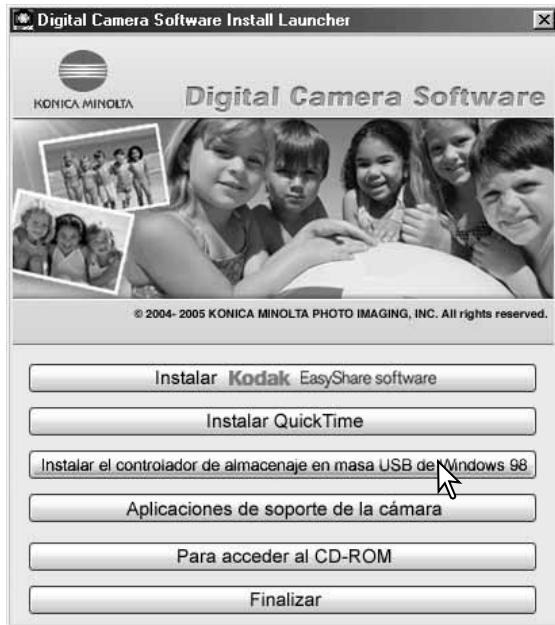 Digital Camera Software Install Launcher
KONICA MINOLTA
Digital Camera Software
© 2004- 2005 KONICA MINOLTA PHOTO IMAGING, INC. All rights reserved.
Instalar Kodak EasyShare software
Instalar QuickTime
Instalar el controlador de almacenaje en masa USB de Windows 98
Aplicaciones de soporte de la cámara
Para acceder al CD-ROM
Finalizar